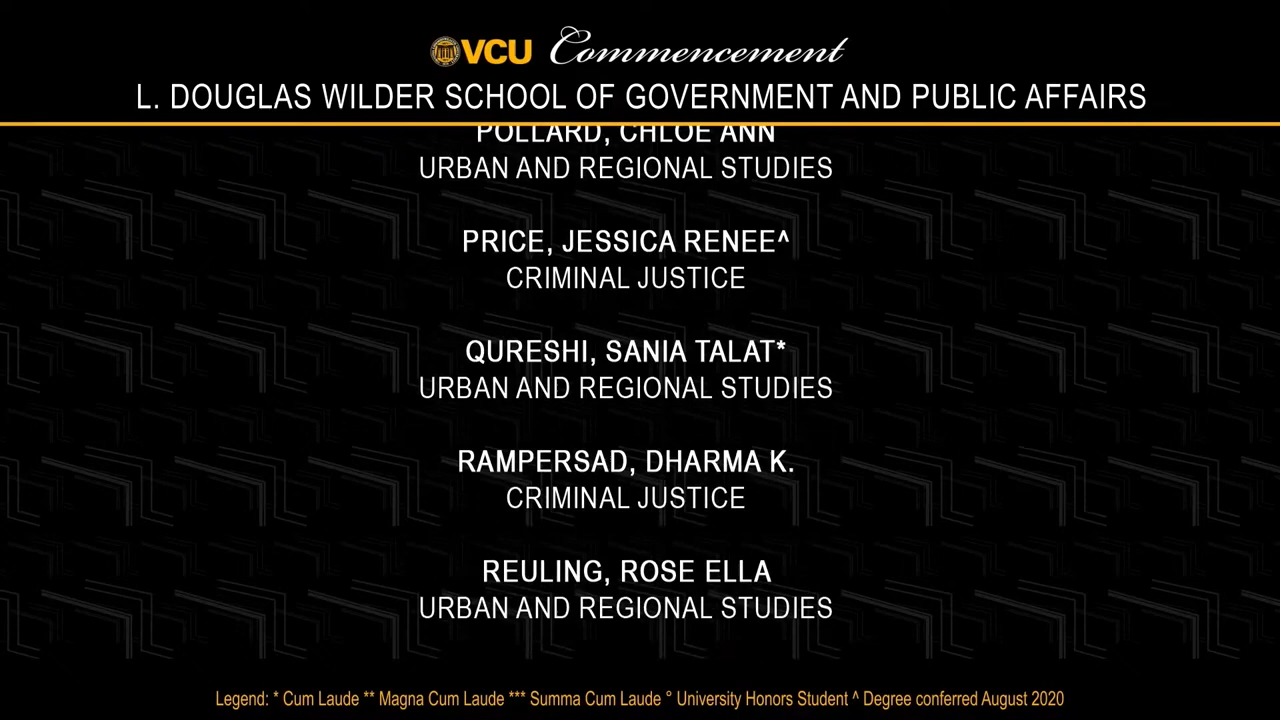 VCU Commencement
L. DOUGLAS WILDER SCHOOL OF GOVERNMENT AND PUBLIC AFFAIRS
POLLARD, CHLOE ANN
URBAN AND REGIONAL STUDIES
PRICE, JESSICA RENEE^
CRIMINAL JUSTICE
QURESHI, SANIA TALAT*
URBAN AND REGIONAL STUDIES
RAMPERSAD, DHARMA K.
CRIMINAL JUSTICE
REULING, ROSE ELLA
URBAN AND REGIONAL STUDIES
Legend: * Cum Laude ** Magna Cum Laude *** Summa Cum Laude ° University Honors Student ^ Degree conferred August 2020